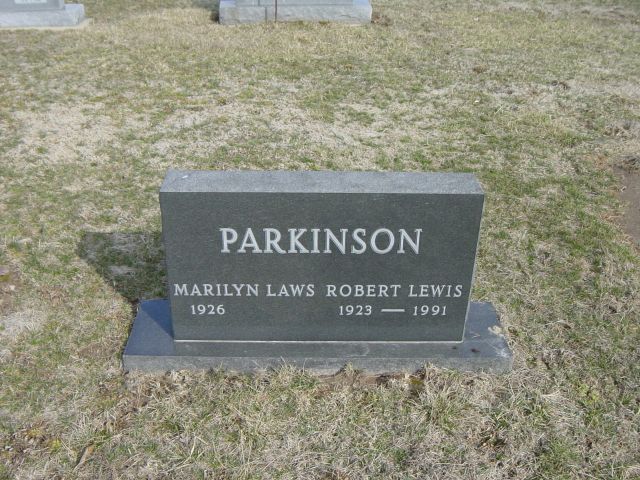 PARKINSON
MARILYN LAWS ROBERT LEWIS
1926 1923 — 1991